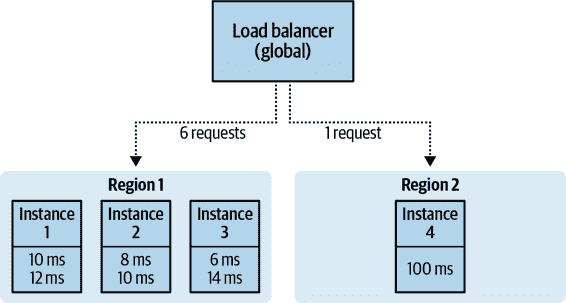 Load balancer
(global)
6 requests
1 request
Region 1
Region 2
Instance
1
10 ms
12 ms
Instance
2
8 ms
10 ms
Instance
3
6 ms
14 ms
Instance
4
100 ms